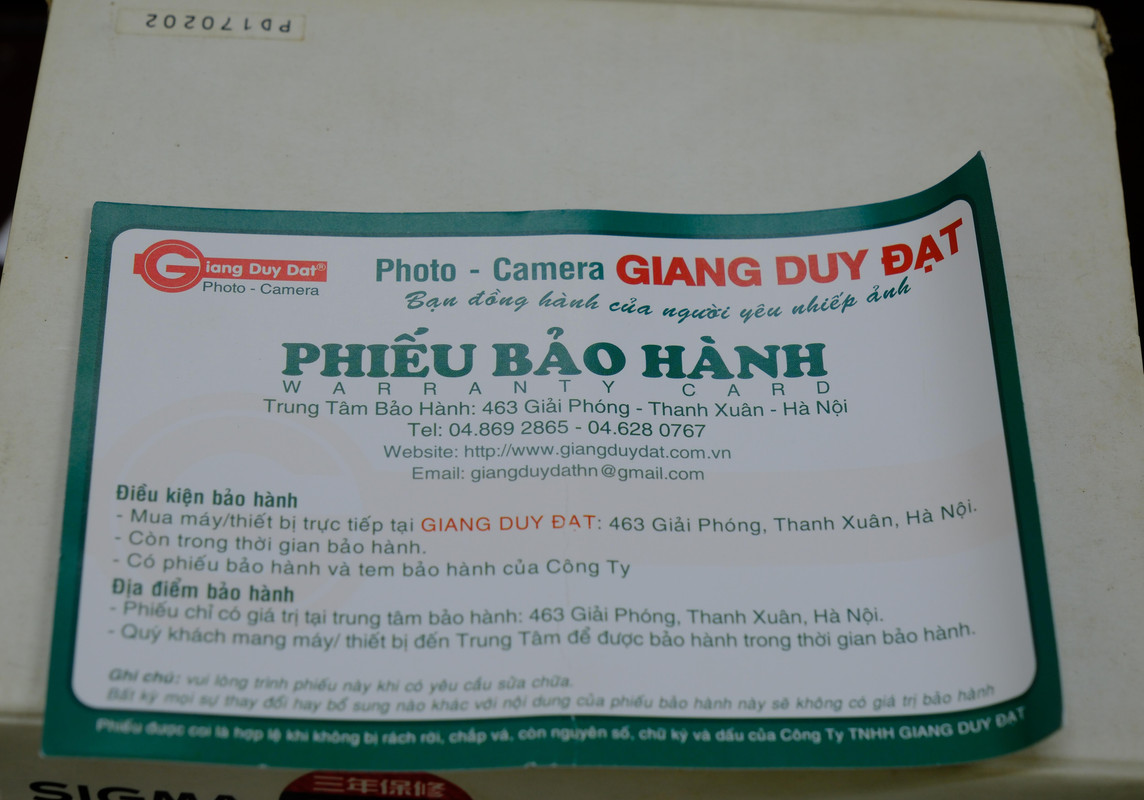 PD170202
Giang Duy Dat®
Photo - Camera
Photo - Camera GIANG DUY ĐẠT
Bạn đồng hành của người yêu nhiếp ảnh
PHIẾU BẢO HÀNH
WARRANTY CARD
Trung Tâm Bảo Hành: 463 Giải Phóng - Thanh Xuân - Hà Nội
Tel: 04.869 2865 - 04.628 0767
Website: http://www.giangduydat.com.vn
Email: giangduydathn@gmail.com
Điều kiện bảo hành
- Mua máy/thiết bị trực tiếp tại GIANG DUY ĐẠT: 463 Giải Phóng, Thanh Xuân, Hà Nội.
- Còn trong thời gian bảo hành.
- Có phiếu bảo hành và tem bảo hành của Công Ty
Địa điểm bảo hành
- Phiếu chỉ có giá trị tại trung tâm bảo hành: 463 Giải Phóng, Thanh Xuân, Hà Nội.
- Quý khách mang máy/ thiết bị đến Trung Tâm để được bảo hành trong thời gian bảo hành.
Ghi chú: vui lòng trình phiếu này khi có yêu cầu sữa chữa.
Bất kỳ mọi sự thay đổi hay bổ sung nào khác với nội dung của phiếu bảo hành này sẽ không có giá trị bảo hành
Phiếu được coi là hợp lệ khi không bị rách rời, chắp vá, còn nguyên số, chữ ký và dấu của Công Ty TNHH GIANG DUY ĐẠT
SIGMA
三年保修